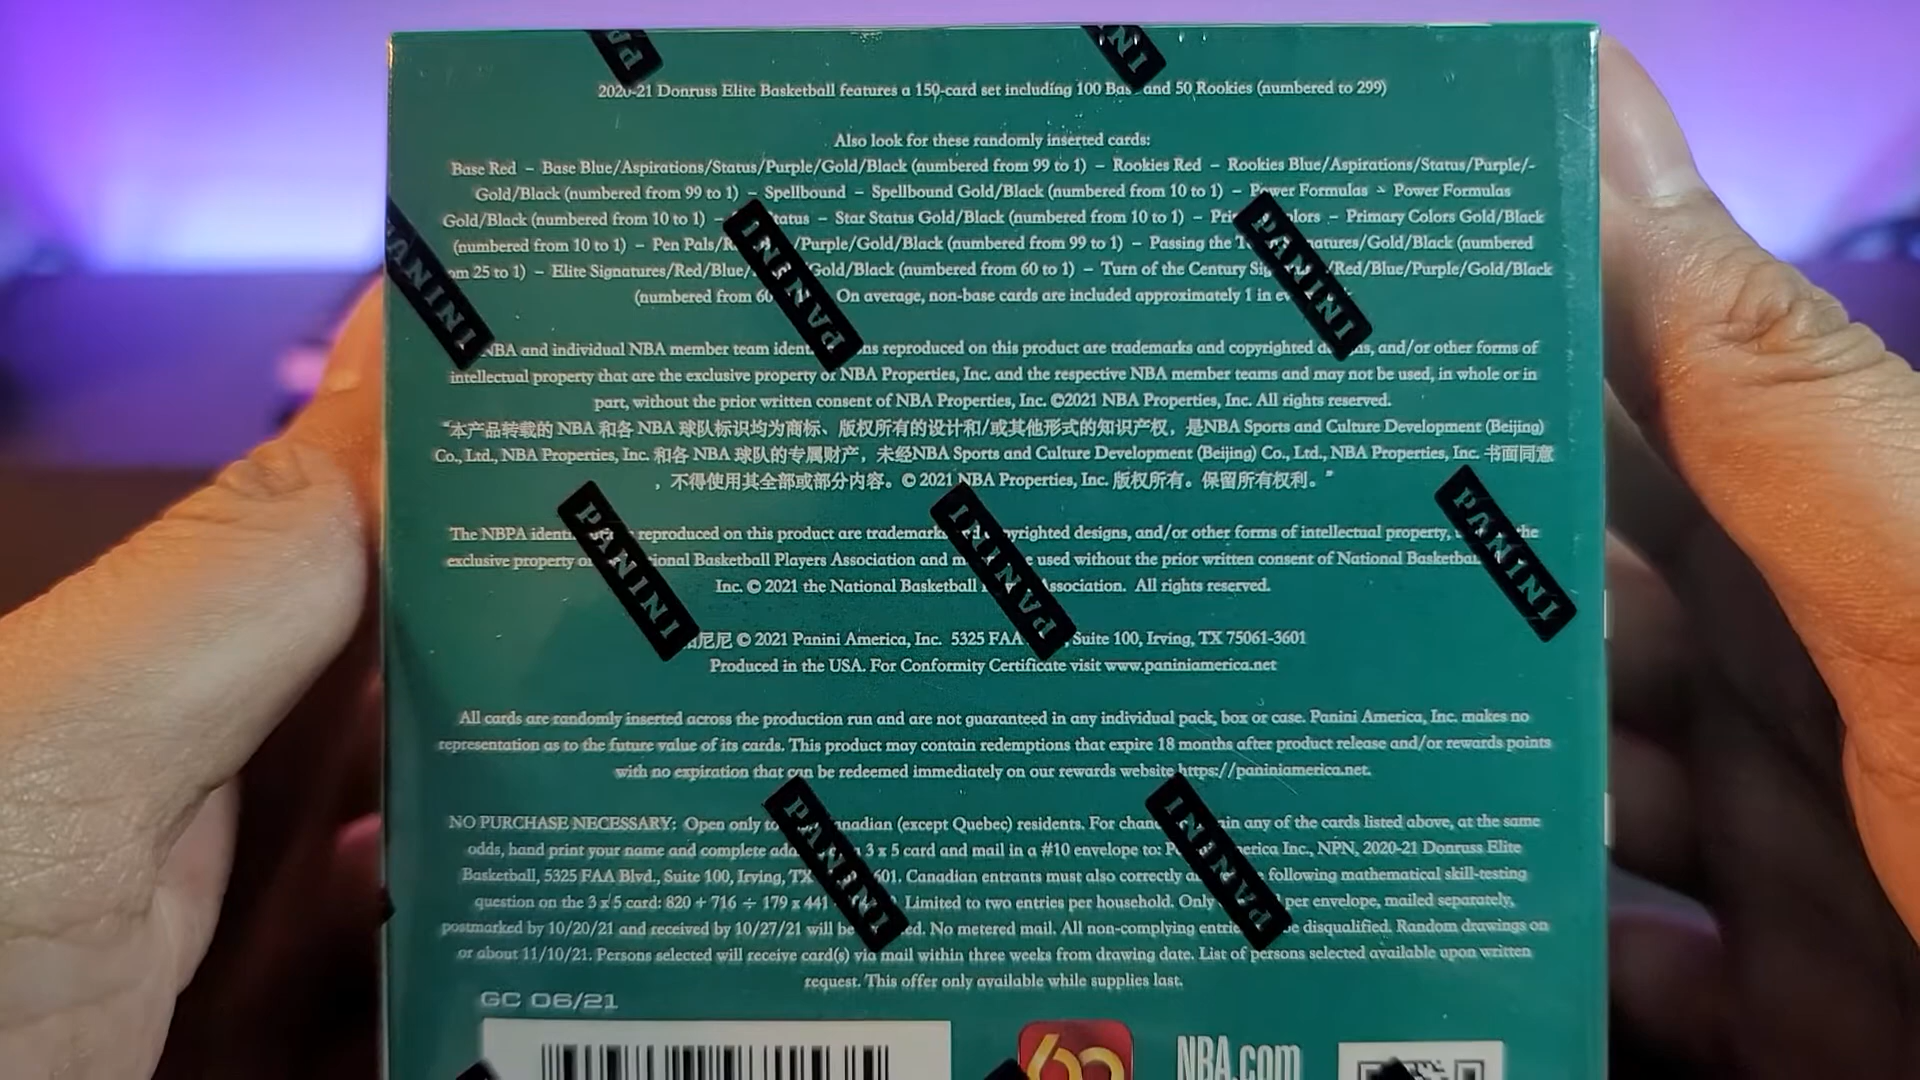 2020-21 Donruss Elite Basketball features a 150-card set including 100 and 50 Rookies (numbered to 299)
Also look for these randomly inserted cards:
Base Red – Base Blue/Aspirations/Status/Purple/Gold/Black (numbered from 99 to 1) – Rookies Red – Rookies Blue/Aspirations/Status/Purple/-
Gold/Black (numbered from 99 to 1) – Spellbound – Spellbound Gold/Black (numbered from 10 to 1) – Power Formulas – Power Formulas
Gold/Black (numbered from 10 to 1) – – Star Status Gold/Black (numbered from 10 to 1) – – Primary Colors Gold/Black
(numbered from 10 to 1) – Pen Pals/ /Purple/Gold/Black (numbered from 99 to 1) – Passing the /Gold/Black (numbered
25 to 1) – Elite Signatures/Red/Blue/ Gold/Black (numbered from 60 to 1) – Turn of the Century /Red/Blue/Purple/Gold/Black
(numbered from On average, non-base cards are included approximately 1 in
NBA and individual NBA member team reproduced on this product are trademarks and copyrighted and/or other forms of
intellectual property that are the exclusive property of NBA Properties, Inc. and the respective NBA member teams and may not be used, in whole or in
part, without the prior written consent of NBA Properties, Inc. ©2021 NBA Properties, Inc. All rights reserved.
“本产品转载的 NBA 和各 NBA 球队标识均为商标、版权所有的设计和/或其他形式的知识产权，是NBA Sports and Culture Development (Beijing)
Co., Ltd., NBA Properties, Inc. 和各 NBA 球队的专属财产，未经NBA Sports and Culture Development (Beijing) Co., Ltd., NBA Properties, Inc. 书面同意
，不得使用其全部或部分内容。© 2021 NBA Properties, Inc. 版权所有。保留所有权利。”
The NBPA reproduced on this product are designs, and/or other forms of intellectual property, the
exclusive property Basketball Players Association and used without the prior written consent of National
Inc. © 2021 the National Basketball All rights reserved.
尼尼 © 2021 Panini America, Inc. 5325 FAA Suite 100, Irving, TX 75061-3601
Produced in the USA. For Conformity Certificate visit www.paniniamerica.net
All cards are randomly inserted across the production run and are not guaranteed in any individual pack, box or case. Panini America, Inc. makes no
representation as to the future value of its cards. This product may contain redemptions that expire 18 months after product release and/or rewards points
with no expiration that can be redeemed immediately on our rewards website https://paniniamerica.net.
NO PURCHASE NECESSARY: Open only to (except Quebec) residents. For any of the cards listed above, at the same
odds, hand print your name and complete 3 x 5 card and mail in a #10 envelope to: Inc., NPN, 2020-21 Donruss Elite
Basketball, 5325 FAA Blvd., Suite 100, Irving, Canadian entrants must also correctly following mathematical skill-testing
question on the 3 x 5 card: 820 + 716 ÷ 179 x 441 Limited to two entries per household. Only per envelope, mailed separately,
postmarked by 10/20/21 and received by 10/27/21 will be No metered mail. All non-complying disqualified. Random drawings on
or about 11/10/21. Persons selected will receive card(s) via mail within three weeks from drawing date. List of persons selected available upon written
request. This offer only available while supplies last.
GC 06/21
NBA.com
PANINI
PANINI
PANINI
PANINI
PANINI
PANINI
PANINI
PANINI